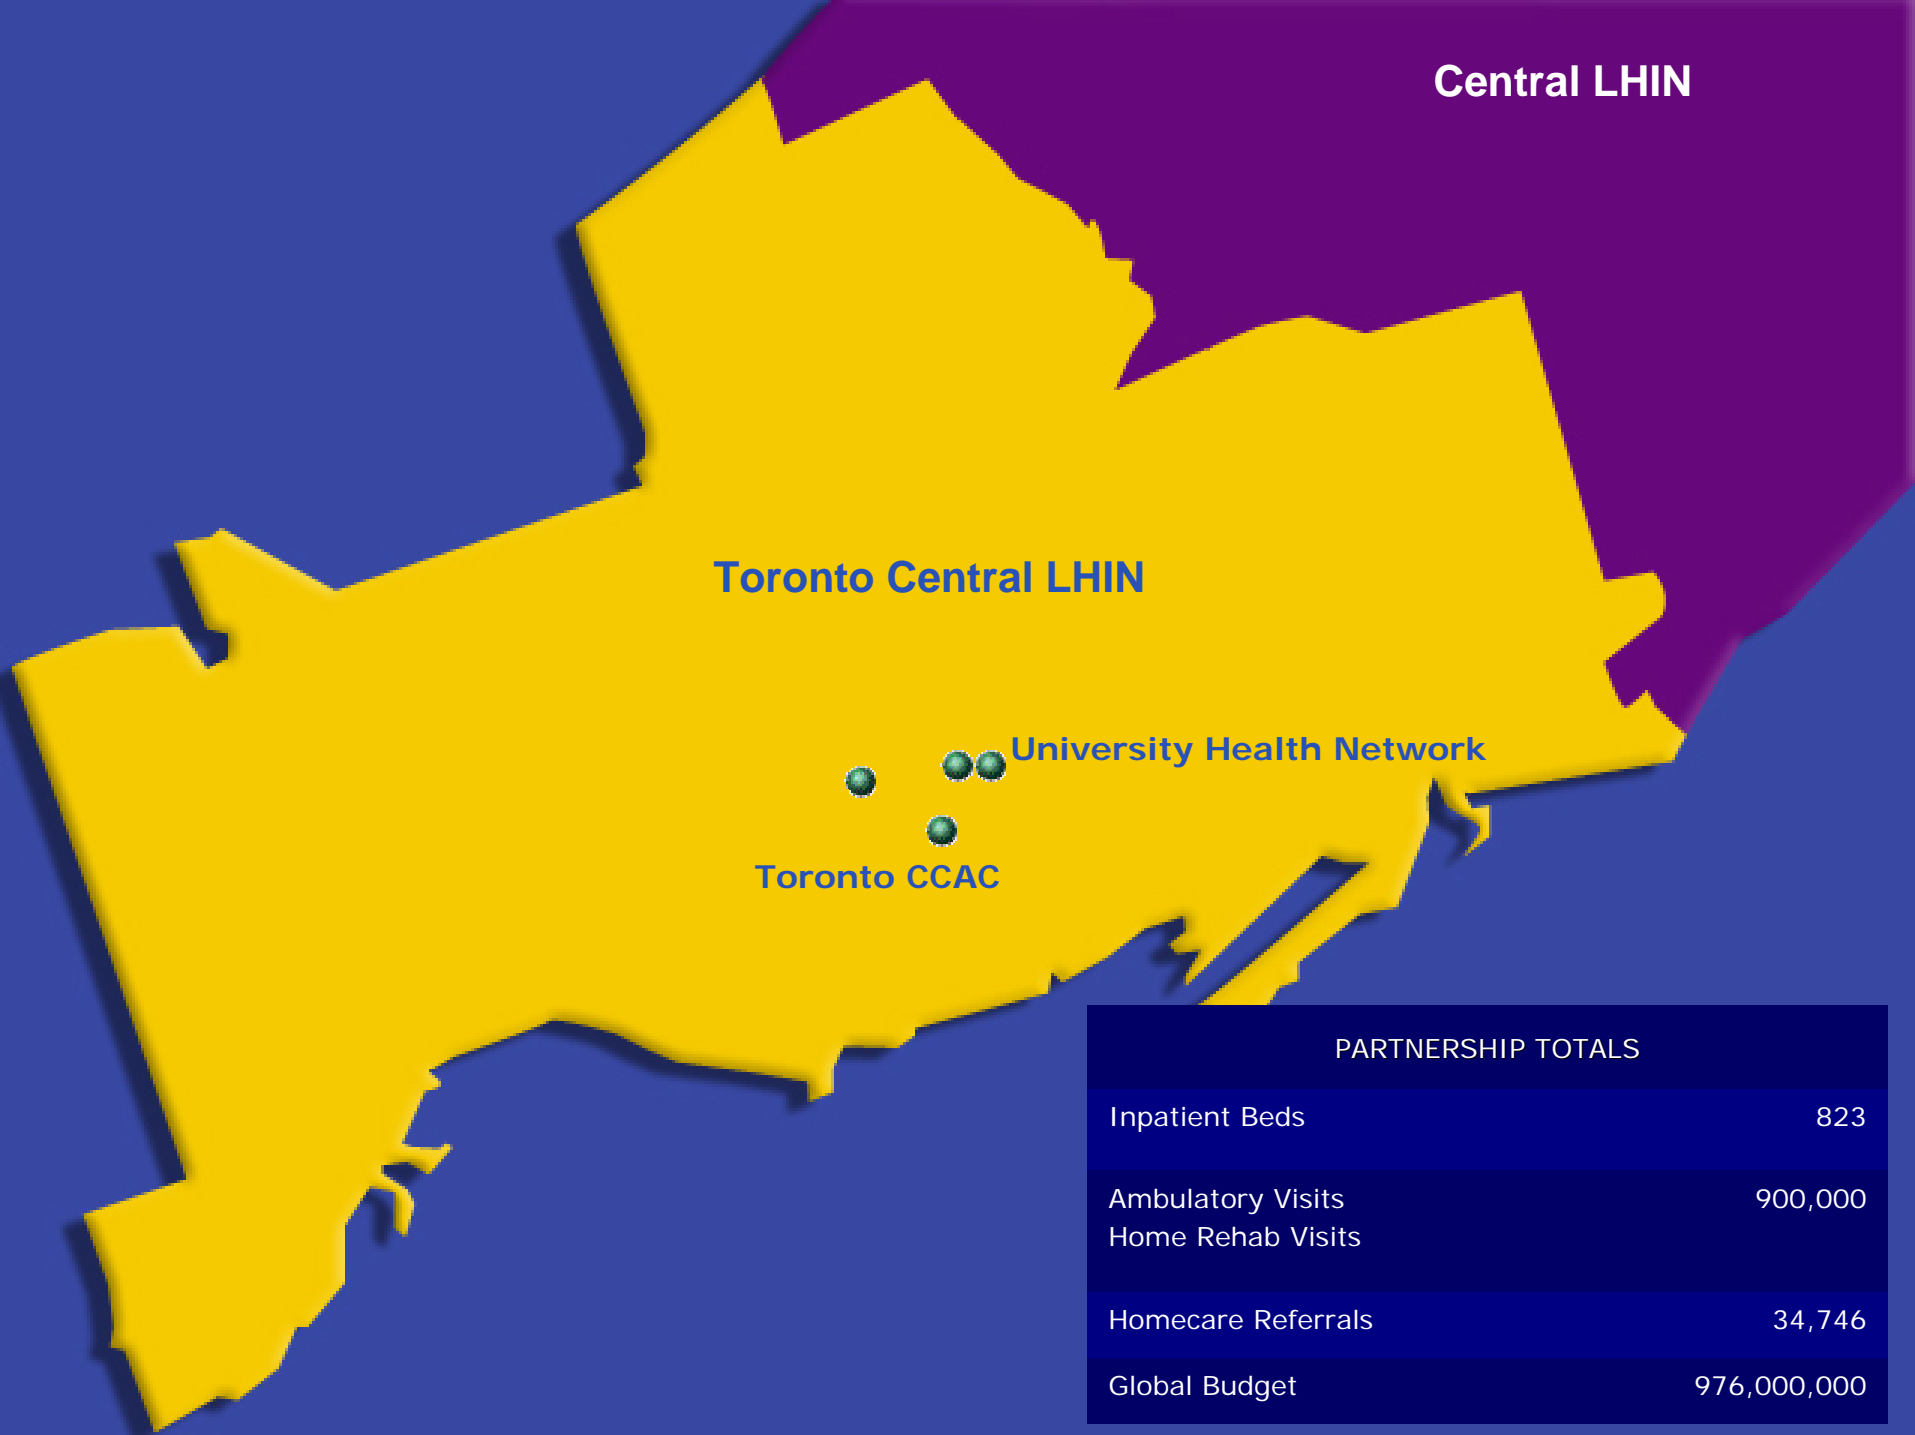 Central LHIN
Toronto Central LHIN
University Health Network
Toronto CCAC
PARTNERSHIP TOTALS
Inpatient Beds 823
Ambulatory Visits 900,000
Home Rehab Visits
Homecare Referrals 34,746
Global Budget 976,000,000